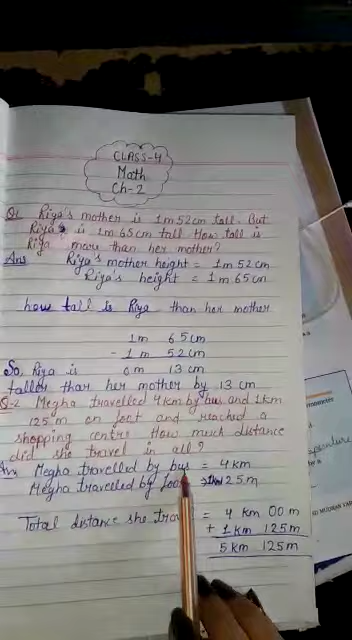 CLASS-4
Math
Ch-2
Q1 Riya's mother is 1m 52cm tall. But
Riya is 1m 65cm tall. How tall is
Riya more than her mother?
Ans Riya's mother height = 1m 52cm
Riya's height = 1m 65cm
how tall is Riya than her mother
1m 65cm
- 1m 52cm
So, Riya is 0m 13cm
taller than her mother by 13 cm
Q-2 Megha travelled 4km by bus and 1km
125 m on foot and reached a
shopping centre How much distance
did she travel in all?
Ans Megha travelled by bus = 4km
Megha travelled by foot 1km 125m
Total distance she trav = 4 km 00 m
+ 1 km 125m
5 km 125m